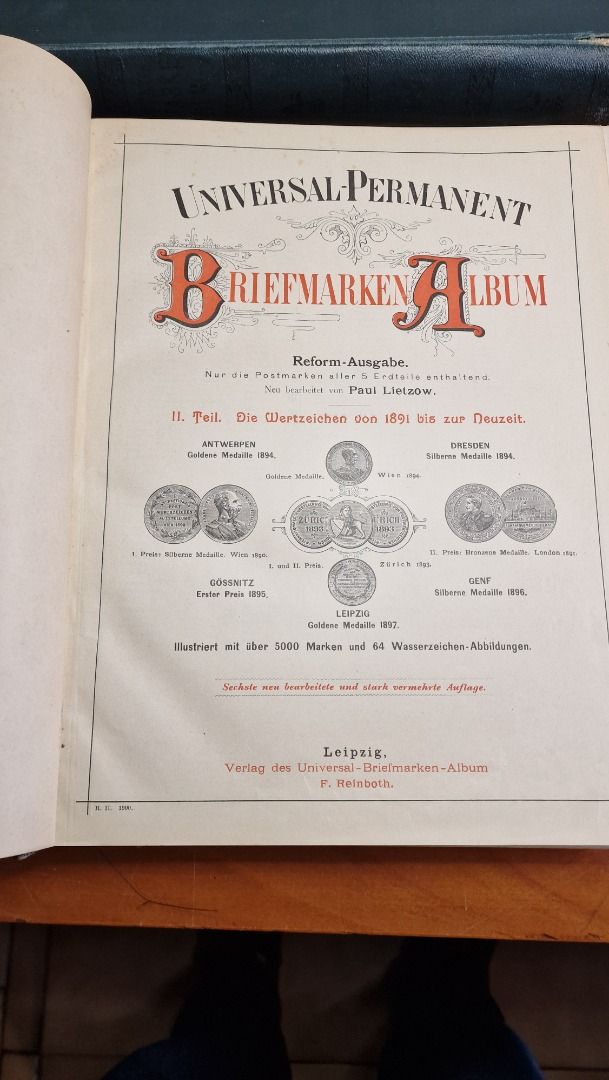 UNIVERSAL-PERMANENT
BRIEFMARKEN ALBUM
Reform-Ausgabe.
Nur die Postmarken aller 5 Erdteile enthaltend.
Neu bearbeitet von Paul Lietzow.
II. Teil. Die Wertzeichen von 1891 bis zur Neuzeit.
ANTWERPEN
Goldene Medaille 1894.
DRESDEN
Silberne Medaille 1894.
Goldene Medaille. Wien 1894.
ZÜRICH 1893
I. Preis: Silberne Medaille. Wien 1890.
I. und II. Preis. Zürich 1893.
II. Preis: Bronzene Medaille. London 1891.
GÖSSNITZ
Erster Preis 1895.
GENF
Silberne Medaille 1896.
LEIPZIG
Goldene Medaille 1897.
Illustriert mit über 5000 Marken und 64 Wasserzeichen-Abbildungen.
Sechste neu bearbeitete und stark vermehrte Auflage.
Leipzig,
Verlag des Universal-Briefmarken-Album
F. Reinboth.
1900.